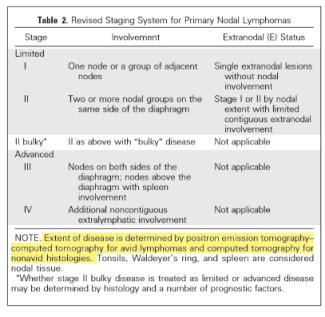 Table 2. Revised Staging System for Primary Nodal Lymphomas
Stage Involvement Extranodal (E) Status
Limited
I One node or a group of adjacent nodes Single extranodal lesions without nodal involvement
II Two or more nodal groups on the same side of the diaphragm Stage I or II by nodal extent with limited contiguous extranodal involvement
II bulky* II as above with “bulky” disease Not applicable
Advanced
III Nodes on both sides of the diaphragm; nodes above the diaphragm with spleen involvement Not applicable
IV Additional noncontiguous extralymphatic involvement Not applicable
NOTE. Extent of disease is determined by positron emission tomography–
computed tomography for avid lymphomas and computed tomography for
nonavid histologies. Tonsils, Waldeyer's ring, and spleen are considered
nodal tissue.
*Whether stage II bulky disease is treated as limited or advanced disease
may be determined by histology and a number of prognostic factors.